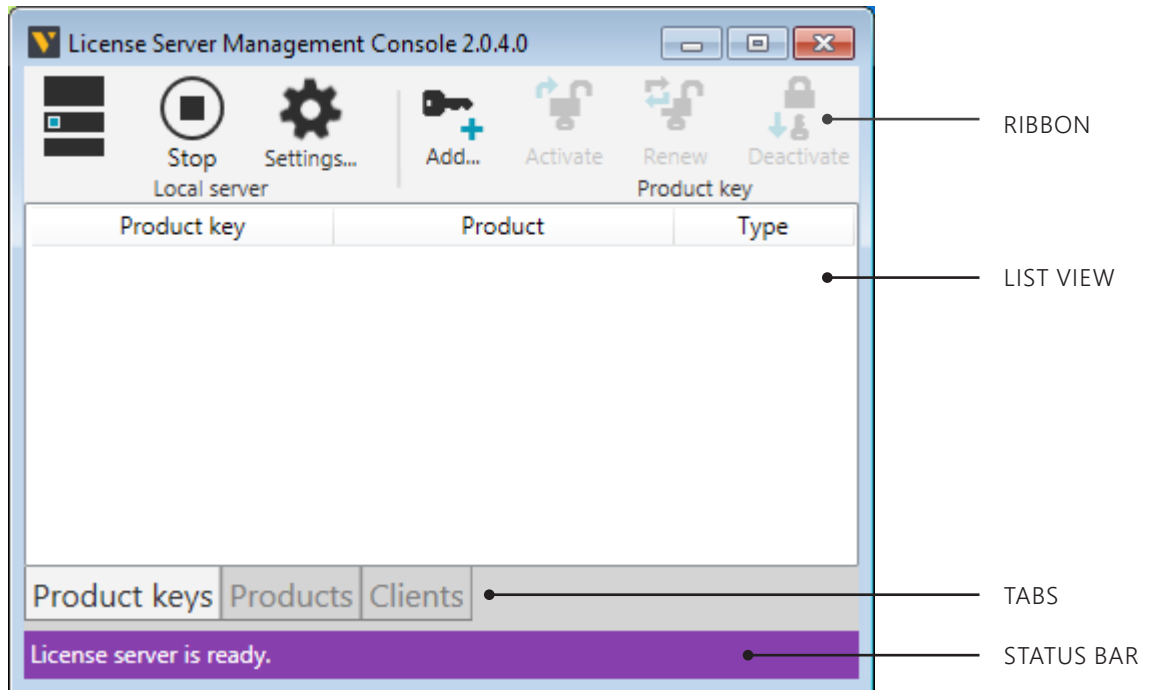 License Server Management Console 2.0.4.0
Stop Settings... Add... Activate Renew Deactivate
Local server Product key
RIBBON
Product key Product Type
LIST VIEW
Product keys Products Clients
TABS
License server is ready.
STATUS BAR